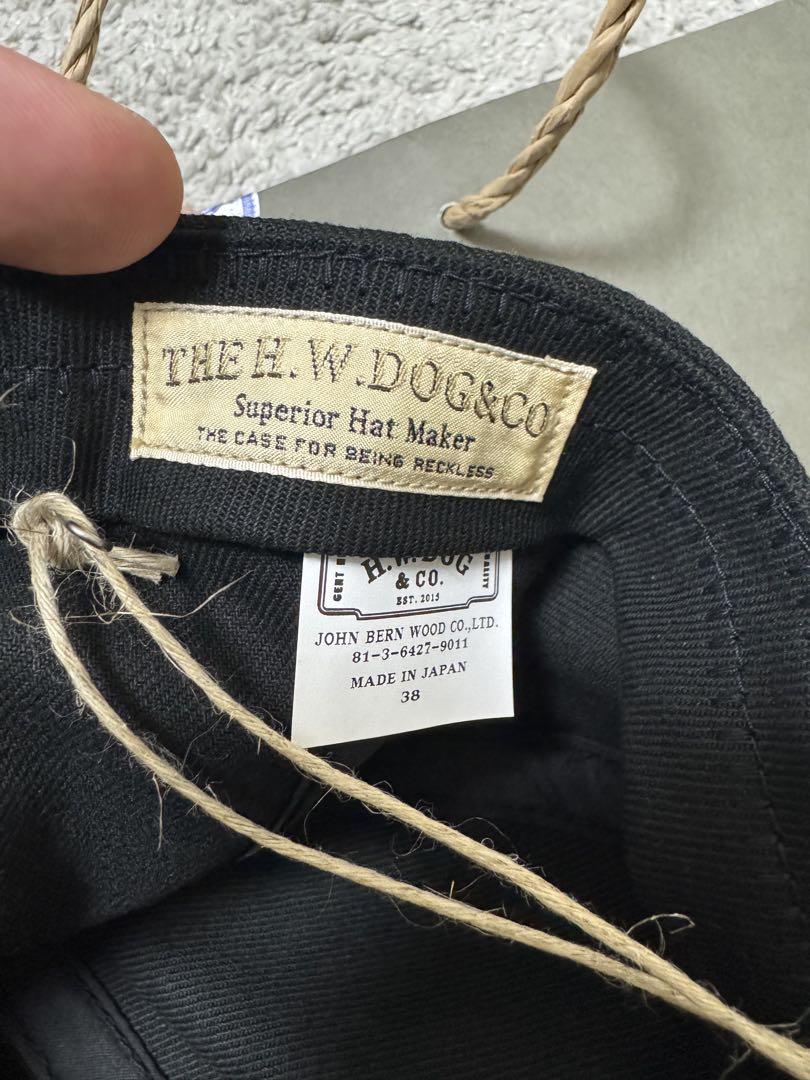 THE H.W.DOG&CO
Superior Hat Maker
THE CASE FOR BEING RECKLESS
H.W.DOG
& CO.
EST. 2015
JOHN BERN WOOD CO.,LTD.
81-3-6427-9011
MADE IN JAPAN
38